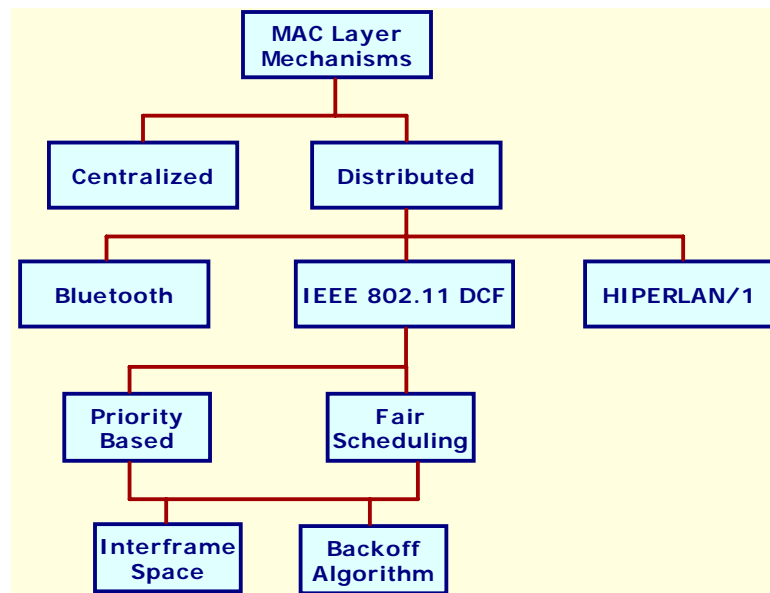 MAC Layer
Mechanisms
Centralized
Distributed
Bluetooth
IEEE 802.11 DCF
HIPERLAN/1
Priority
Based
Fair
Scheduling
Interframe
Space
Backoff
Algorithm